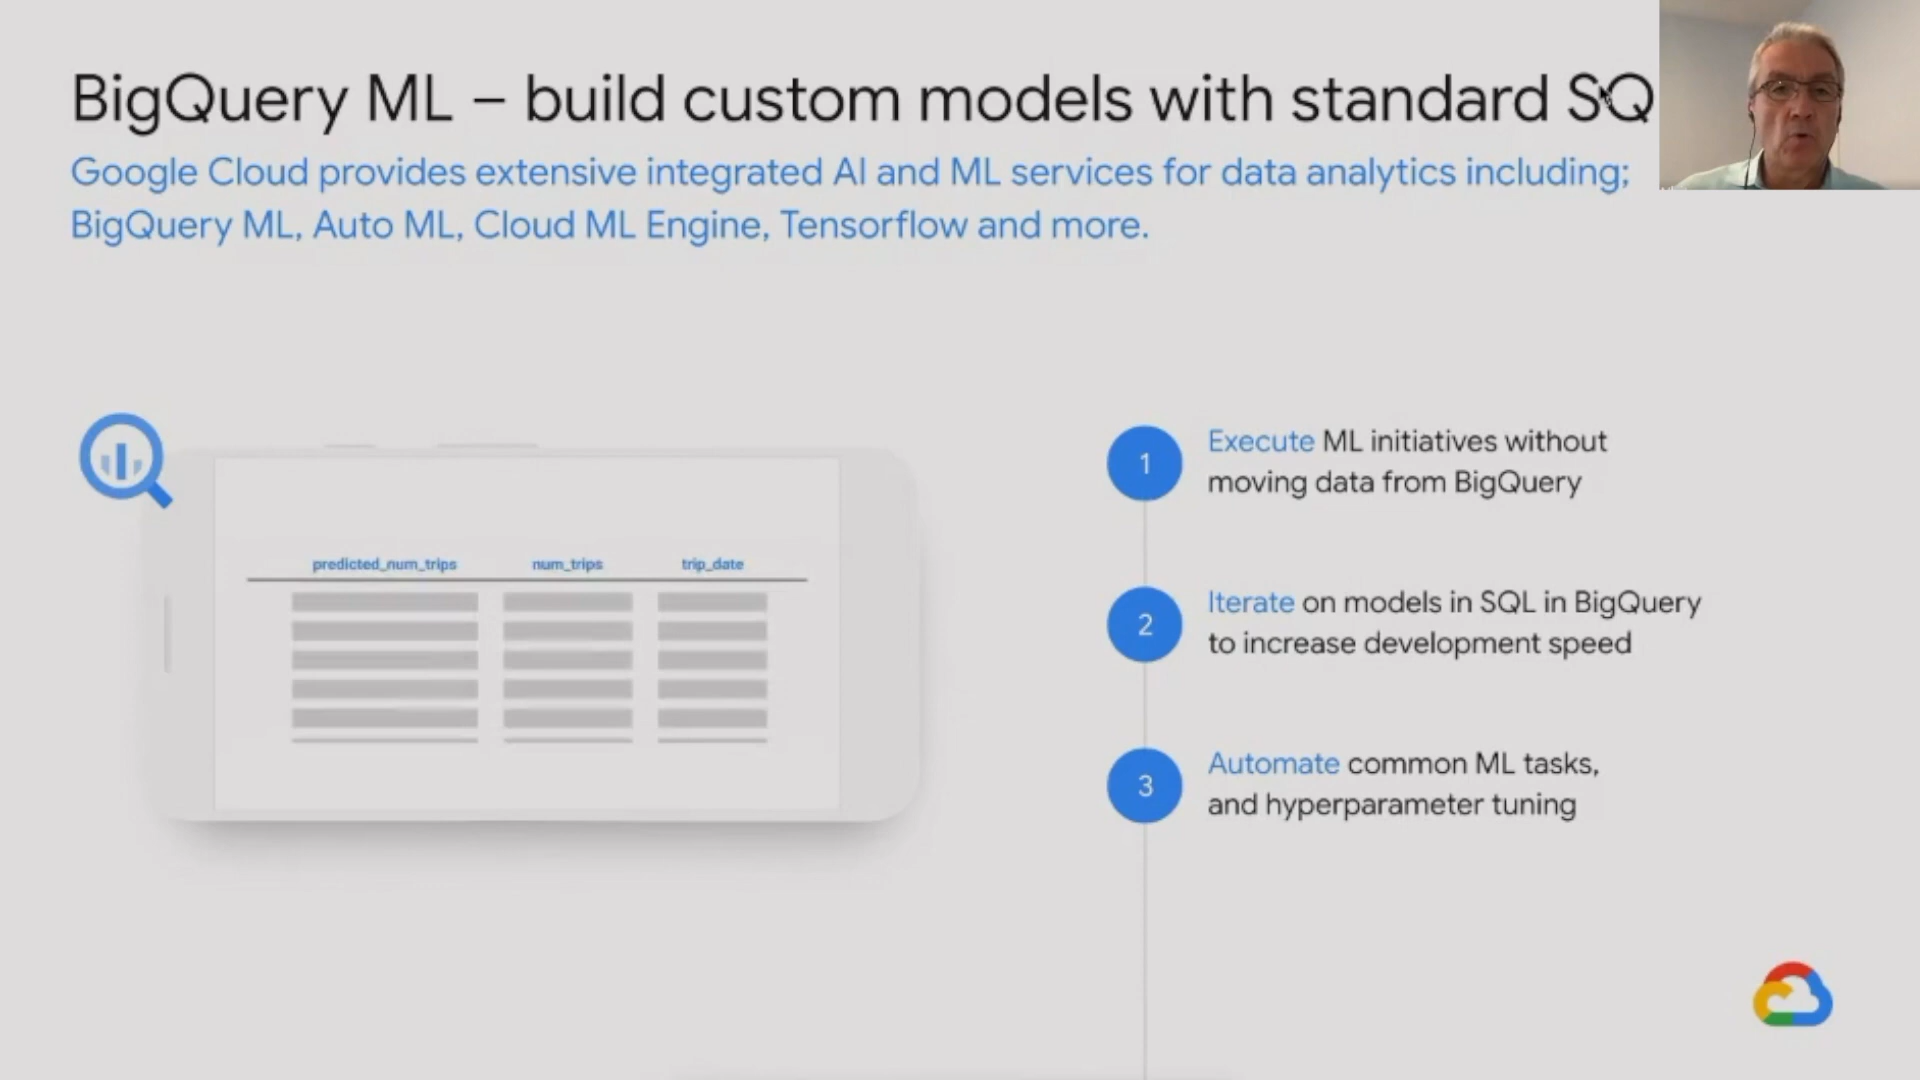 BigQuery ML – build custom models with standard SQ
Google Cloud provides extensive integrated AI and ML services for data analytics including;
BigQuery ML, Auto ML, Cloud ML Engine, Tensorflow and more.
predicted_num_trips num_trips trip_date
1
Execute ML initiatives without
moving data from BigQuery
2
Iterate on models in SQL in BigQuery
to increase development speed
3
Automate common ML tasks,
and hyperparameter tuning